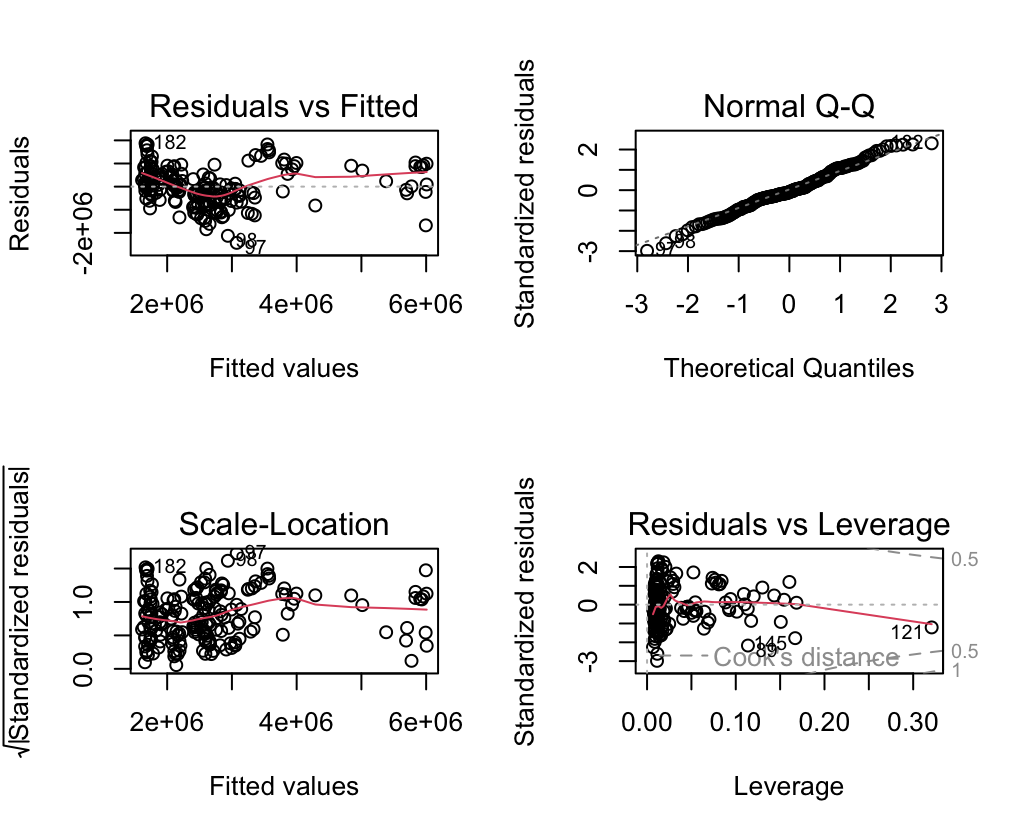 Residuals vs Fitted
Residuals
-2e+06
182
98
97
2e+06 4e+06 6e+06
Fitted values
Normal Q-Q
Standardized residuals
2
0
-3
182
97
98
-3 -2 -1 0 1 2 3
Theoretical Quantiles
Scale-Location
√|Standardized residuals|
1.0
0.0
182
97
98
2e+06 4e+06 6e+06
Fitted values
Residuals vs Leverage
Standardized residuals
2
0
-3
0.5
121
145
89
0.5
Cook's distance
1
0.00 0.10 0.20 0.30
Leverage